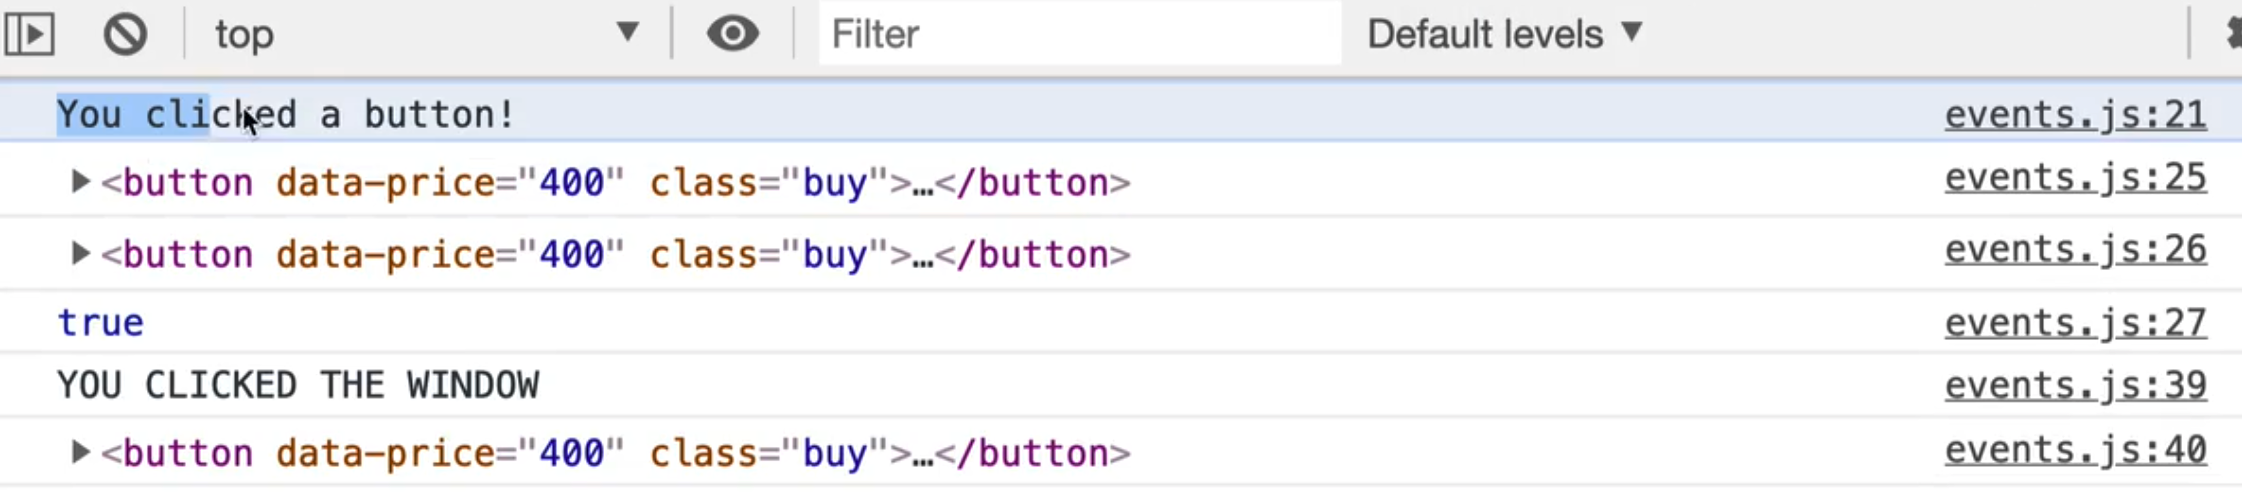 top Filter Default levels
You clicked a button! events.js:21
<button data-price="400" class="buy">…</button> events.js:25
<button data-price="400" class="buy">…</button> events.js:26
true events.js:27
YOU CLICKED THE WINDOW events.js:39
<button data-price="400" class="buy">…</button> events.js:40